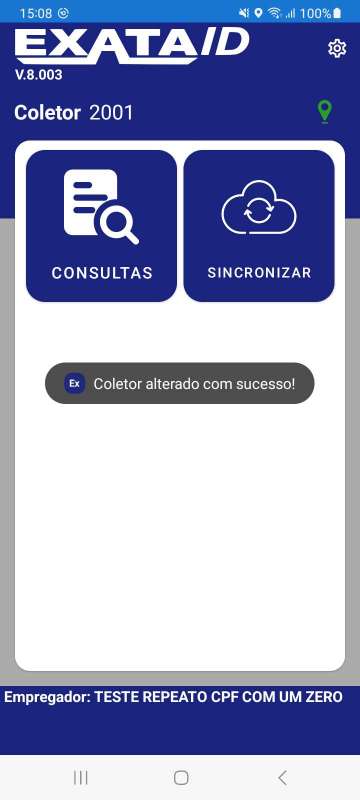 15:08 100%
EXATAID
V.8.003
Coletor 2001
CONSULTAS SINCRONIZAR
Ex Coletor alterado com sucesso!
Empregador: TESTE REPEATO CPF COM UM ZERO